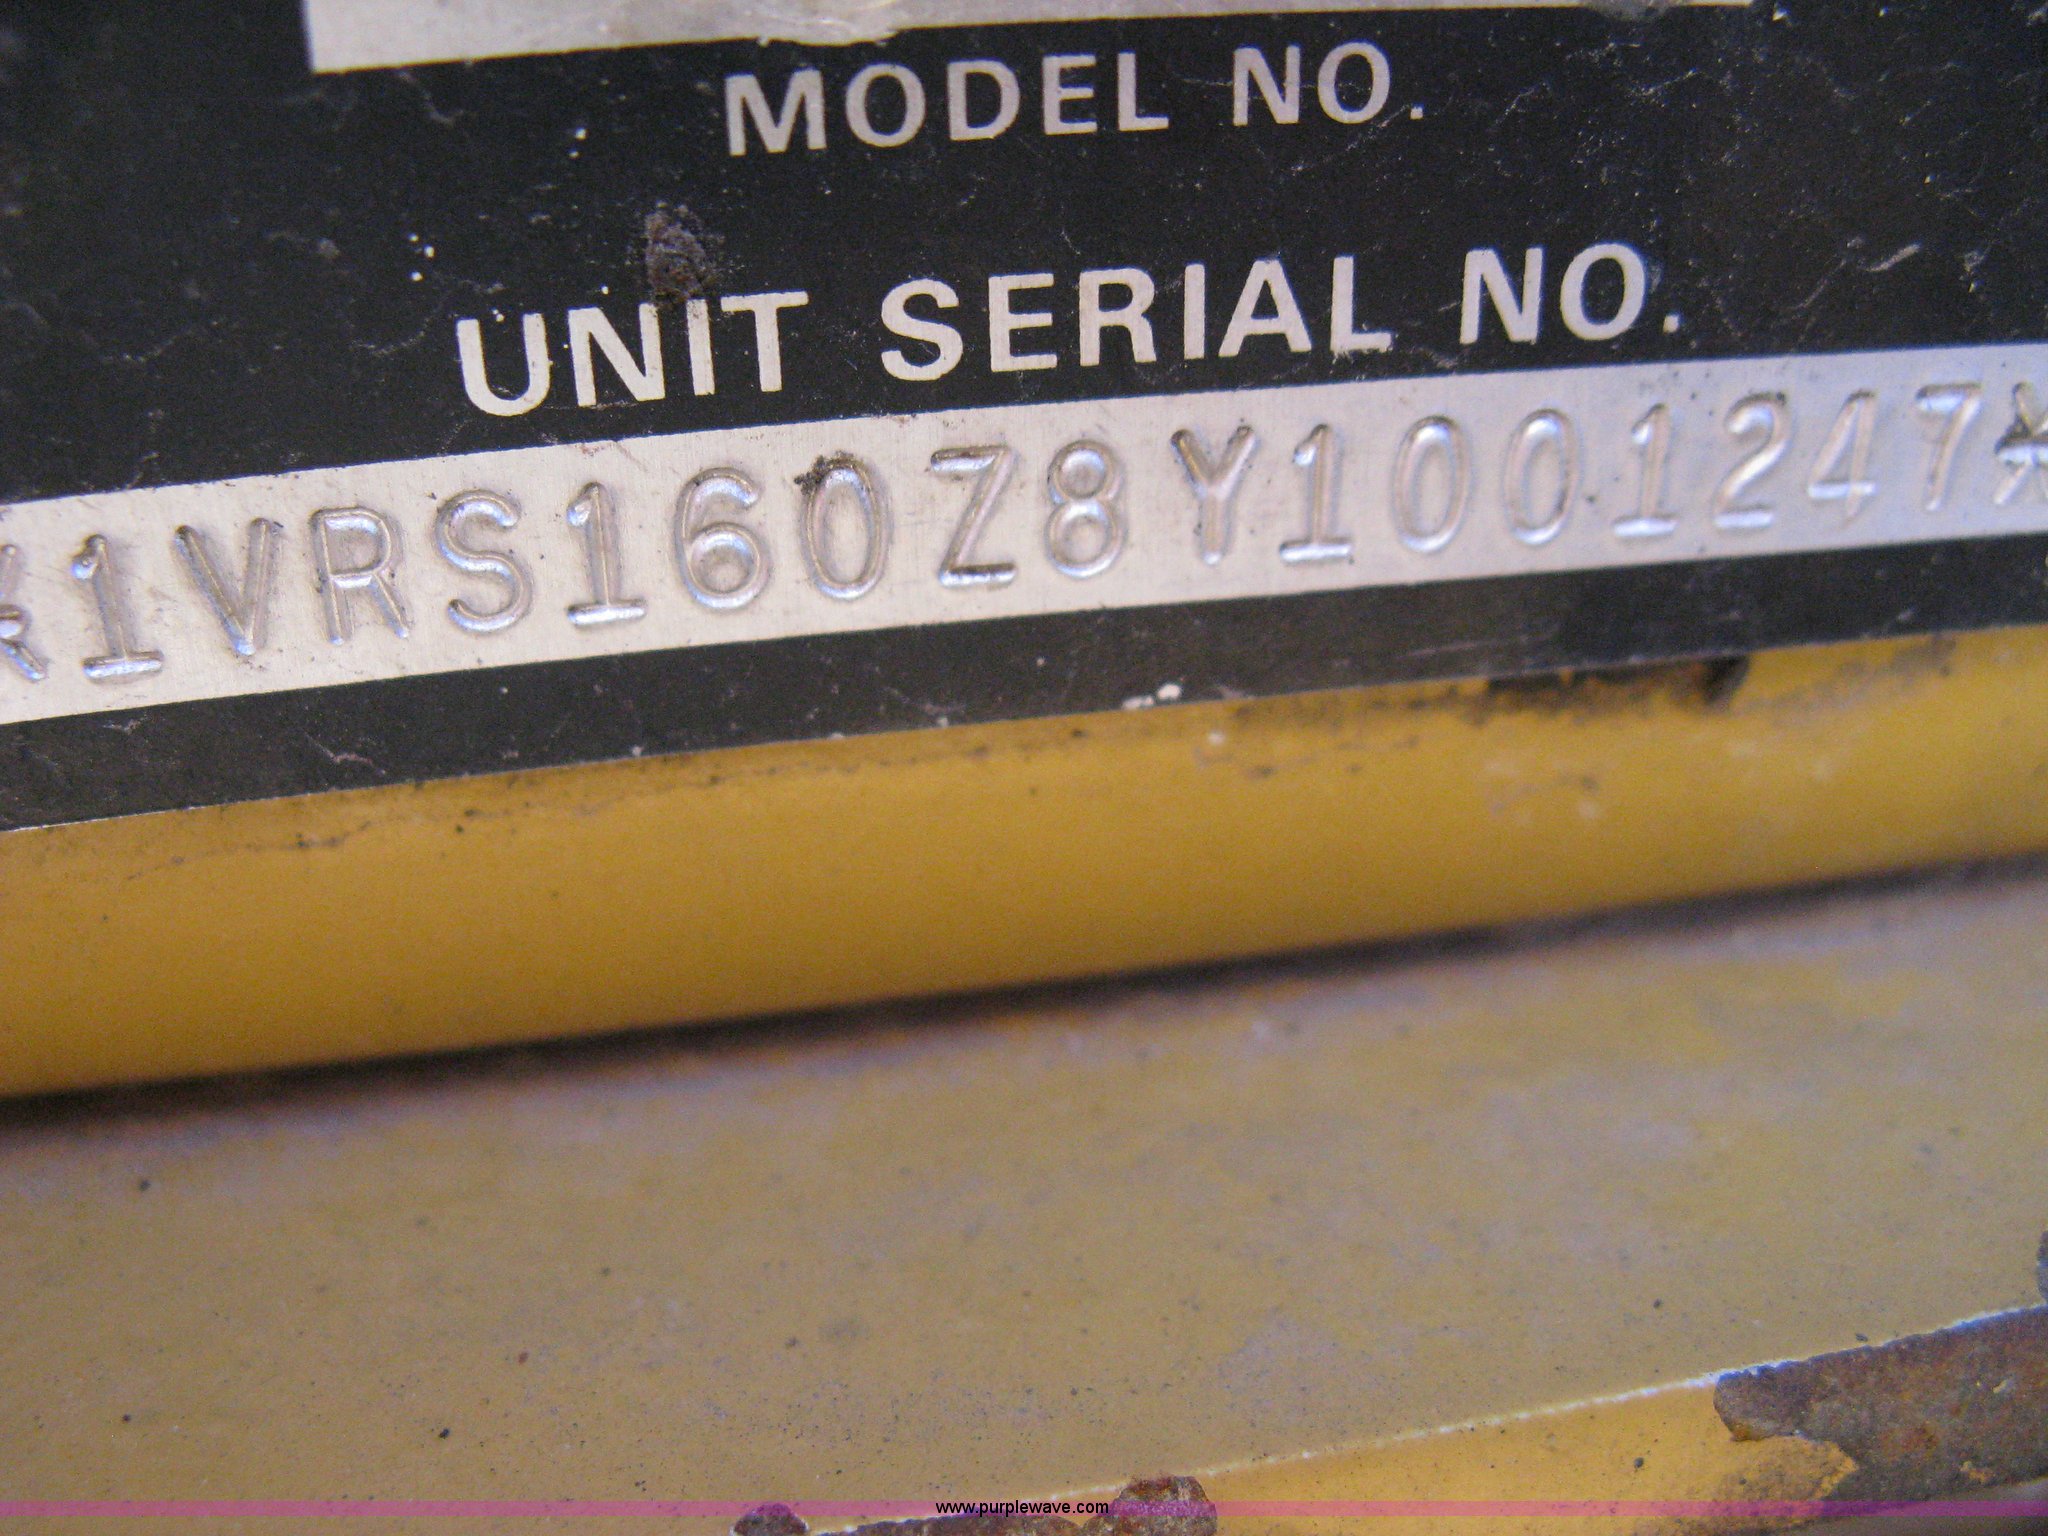 MODEL NO.
UNIT SERIAL NO.
*1VRS160Z8Y1001247*
www.purplewave.com